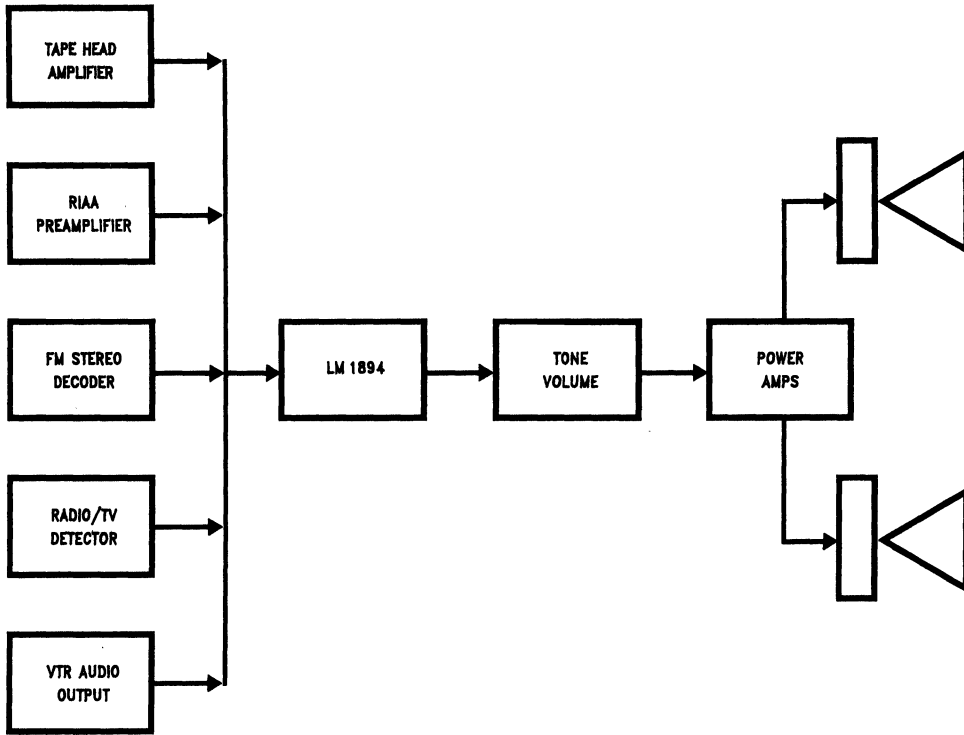 TAPE HEAD
AMPLIFIER
RIAA
PREAMPLIFIER
FM STEREO
DECODER
LM 1894
TONE
VOLUME
POWER
AMPS
RADIO/TV
DETECTOR
VTR AUDIO
OUTPUT